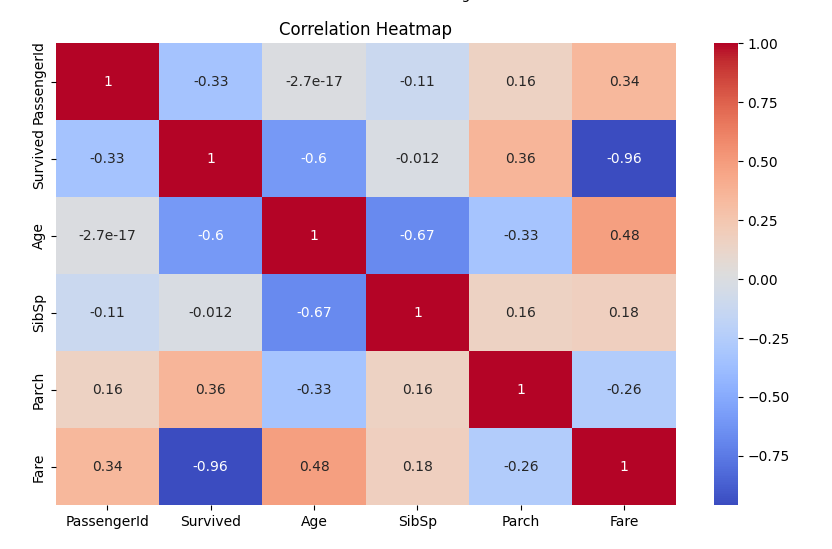 Correlation Heatmap
PassengerId 1 -0.33 -2.7e-17 -0.11 0.16 0.34
Survived -0.33 1 -0.6 -0.012 0.36 -0.96
Age -2.7e-17 -0.6 1 -0.67 -0.33 0.48
SibSp -0.11 -0.012 -0.67 1 0.16 0.18
Parch 0.16 0.36 -0.33 0.16 1 -0.26
Fare 0.34 -0.96 0.48 0.18 -0.26 1
PassengerId Survived Age SibSp Parch Fare
1.00
0.75
0.50
0.25
0.00
−0.25
−0.50
−0.75